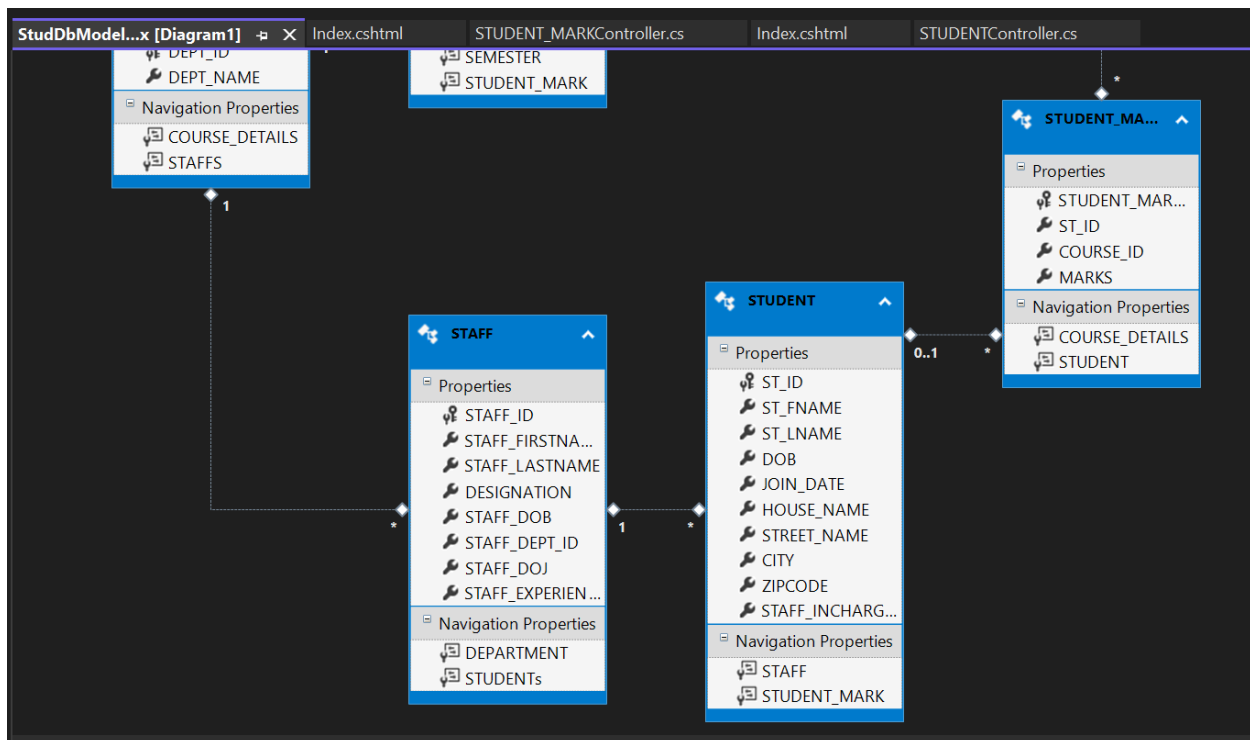 StudDbModel...x [Diagram1]
Index.cshtml
STUDENT_MARKController.cs
Index.cshtml
STUDENTController.cs
DEPT_ID
DEPT_NAME
Navigation Properties
COURSE_DETAILS
STAFFS
1
SEMESTER
STUDENT_MARK
*
STUDENT_MA...
Properties
STUDENT_MAR...
ST_ID
COURSE_ID
MARKS
Navigation Properties
COURSE_DETAILS
STUDENT
*
STAFF
Properties
STAFF_ID
STAFF_FIRSTNA...
STAFF_LASTNAME
DESIGNATION
STAFF_DOB
STAFF_DEPT_ID
STAFF_DOJ
STAFF_EXPERIEN...
Navigation Properties
DEPARTMENT
STUDENTs
1
*
STUDENT
Properties
ST_ID
ST_FNAME
ST_LNAME
DOB
JOIN_DATE
HOUSE_NAME
STREET_NAME
CITY
ZIPCODE
STAFF_INCHARG...
Navigation Properties
STAFF
STUDENT_MARK
0..1
*